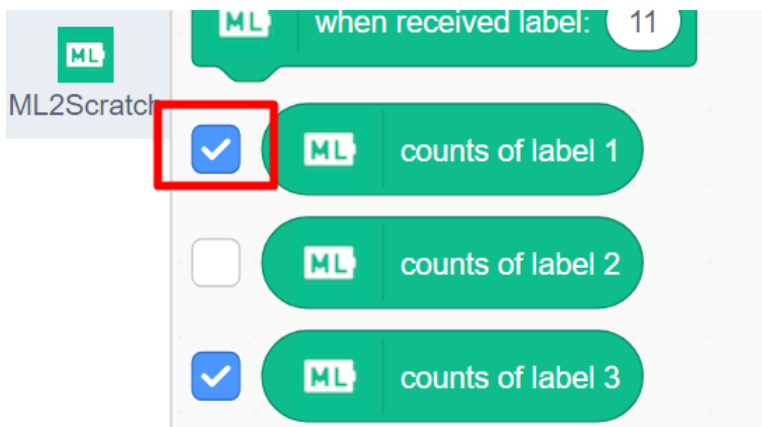 ML when received label: 11
ML
ML2Scratch
ML counts of label 1
ML counts of label 2
ML counts of label 3